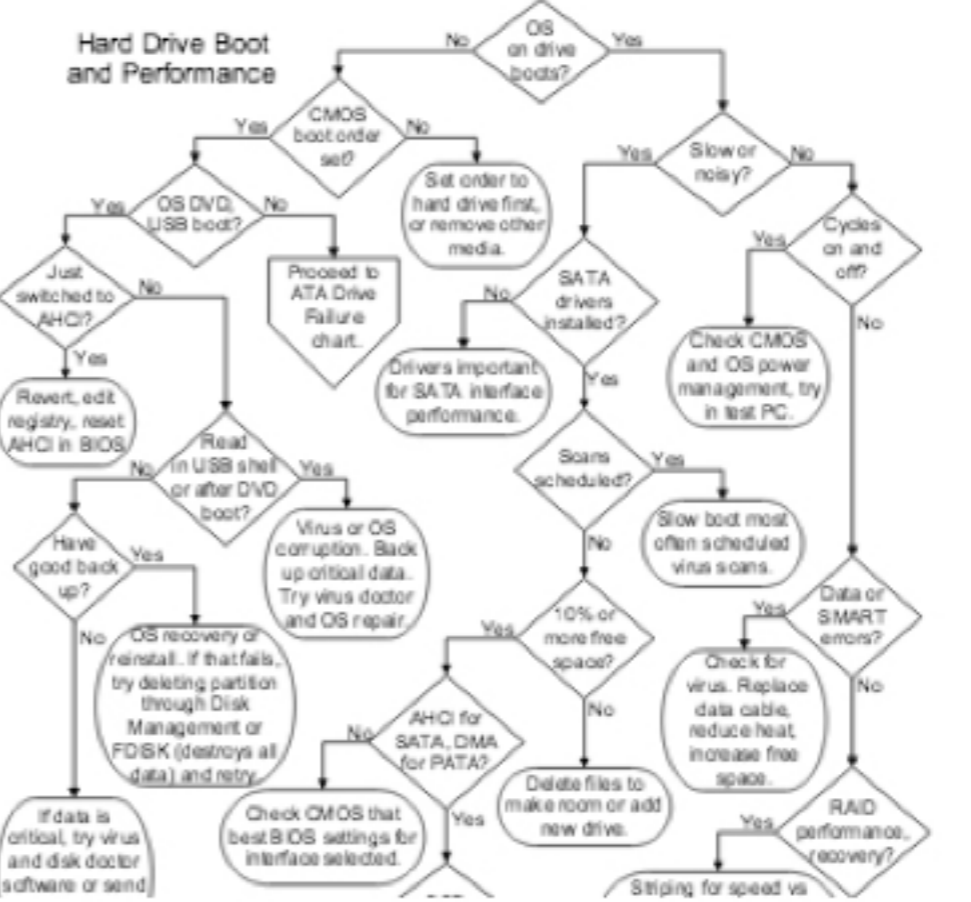 Hard Drive Boot
and Performance
OS
on drive
boots?
No
Yes
CMOS
boot order
set?
Yes
No
Slow or
noisy?
Yes
No
OS DVD,
USB boot?
Yes
No
Set order to
hard drive first,
or remove other
media.
Cycles
on and
off?
Yes
No
Just
switched to
AHCI?
No
Yes
Proceed to
ATA Drive
Failure
chart.
SATA
drivers
installed?
No
Yes
Check CMOS
and OS power
management, try
in test PC.
Drivers important
for SATA interface
performance.
Revert, edit
registry, reset
AHCI in BIOS
Read
in USB shell
or after DVD
boot?
No
Yes
Scans
scheduled?
Yes
No
Virus or OS
corruption. Back
up critical data.
Try virus doctor
and OS repair.
Slow boot most
often scheduled
virus scans.
Have
good back
up?
Yes
No
10% or
more free
space?
Yes
No
Data or
SMART
errors?
Yes
No
OS recovery or
reinstall. If that fails,
try deleting partition
through Disk
Management or
FDISK (destroys all
data) and retry.
Check for
virus. Replace
data cable,
reduce heat,
increase free
space.
AHCI for
SATA, DMA
for PATA?
No
Yes
Delete files to
make room or add
new drive.
Check CMOS that
best BIOS settings for
interface selected.
RAID
performance,
recovery?
Yes
If data is
critical, try virus
and disk doctor
software or send
Striping for speed vs